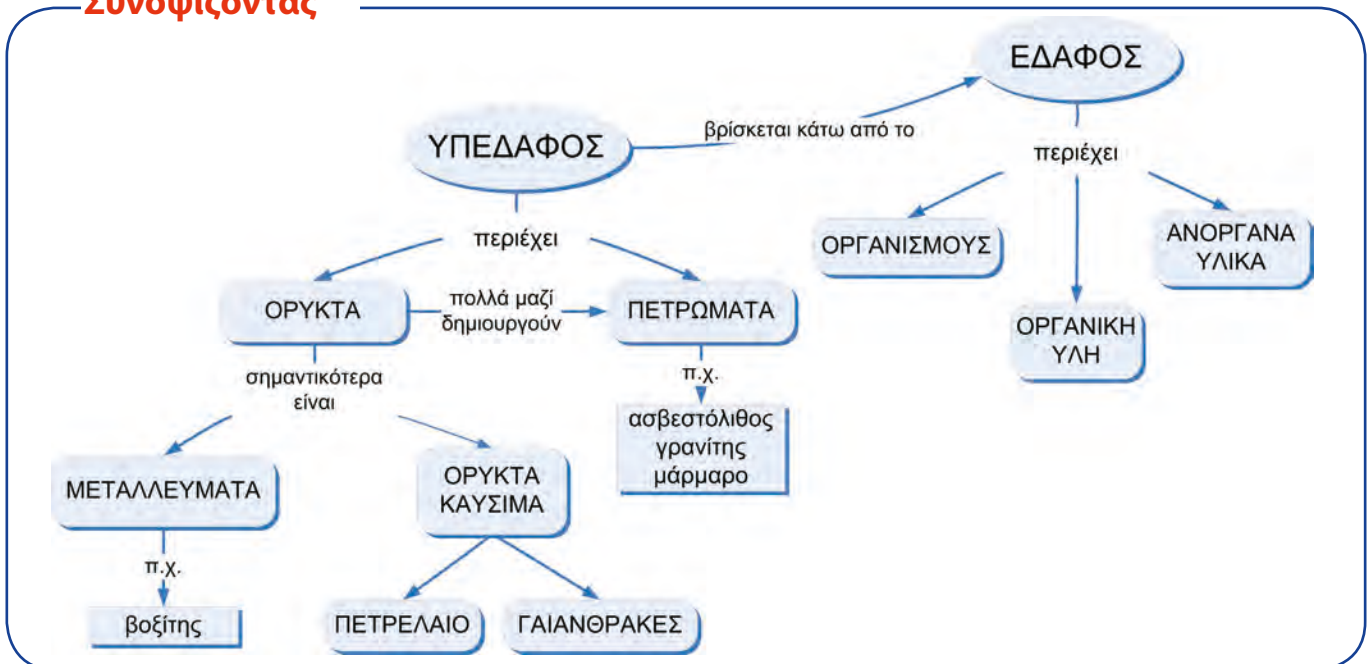 Συνοψίζοντας
ΕΔΑΦΟΣ
ΥΠΕΔΑΦΟΣ
βρίσκεται κάτω από το
περιέχει
ΟΡΓΑΝΙΣΜΟΥΣ
ΑΝΟΡΓΑΝΑ
ΥΛΙΚΑ
ΟΡΓΑΝΙΚΗ
ΥΛΗ
περιέχει
ΟΡΥΚΤΑ
πολλά μαζί
δημιουργούν
ΠΕΤΡΩΜΑΤΑ
σημαντικότερα
είναι
π.χ.
ασβεστόλιθος
γρανίτης
μάρμαρο
ΜΕΤΑΛΛΕΥΜΑΤΑ
ΟΡΥΚΤΑ
ΚΑΥΣΙΜΑ
π.χ.
βοξίτης
ΠΕΤΡΕΛΑΙΟ
ΓΑΙΑΝΘΡΑΚΕΣ